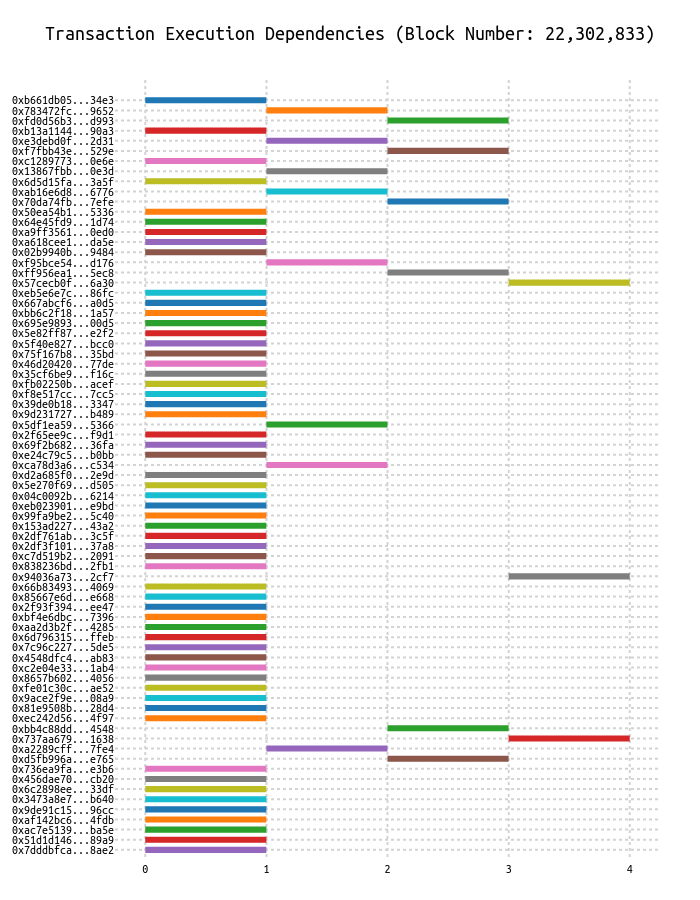 Transaction Execution Dependencies (Block Number: 22,302,833)
0xb661db05...34e3
0x783472fc...9652
0xfd0d56b3...d993
0xb13a1144...90a3
0xe3debd0f...2d31
0xf7fbb43e...529e
0xc1289773...0e6e
0x13867fbb...0e3d
0x6d5d15fa...3a5f
0xab16e6d8...6776
0x70da74fb...7efe
0x50ea54b1...5336
0x64e45fd9...1d74
0xa9ff3561...0ed0
0xa618cee1...da5e
0x02b9940b...9484
0xf95bce54...d176
0xff956ea1...5ec8
0x57cecb0f...6a30
0xeb5e6e7c...86fc
0x667abcf6...a0d5
0xbb6c2f18...1a57
0x695e9893...00d5
0x5e82ff87...e2f2
0x5f40e827...bcc0
0x75f167b8...35bd
0x46d20420...77de
0x35cf6be9...f16c
0xfb02250b...acef
0xf8e517cc...7cc5
0x39de0b18...3347
0x9d231727...b489
0x5df1ea59...5366
0x2f65ee9c...f9d1
0x69f2b682...36fa
0xe24c79c5...b0bb
0xca78d3a6...c534
0xd2a685f0...2e9d
0x5e270f69...d505
0x04c0092b...6214
0xeb023901...e9bd
0x99fa9be2...5c40
0x153ad227...43a2
0x2df761ab...3c5f
0x2df3f101...37a8
0xc7d519b2...2091
0x838236bd...2fb1
0x94036a73...2cf7
0x66b83493...4069
0x85667e6d...e668
0x2f93f394...ee47
0xbf4e6dbc...7396
0xaa2d3b2f...4285
0x6d796315...ffeb
0x7c96c227...5de5
0x4548dfc4...ab83
0xc2e04e33...1ab4
0x8657b602...4056
0xfe01c30c...ae52
0x9ace2f9e...08a9
0x81e9508b...28d4
0xec242d56...4f97
0xbb4c88dd...4548
0x737aa679...1638
0xa2289cff...7fe4
0xd5fb996a...e765
0x736ea9fa...e3b6
0x456dae70...cb20
0x6c2898ee...33df
0x3473a8e7...b640
0x9de91c15...96cc
0xaf142bc6...4fdb
0xac7e5139...ba5e
0x51d1d146...89a9
0x7dddbfca...8ae2
0 1 2 3 4